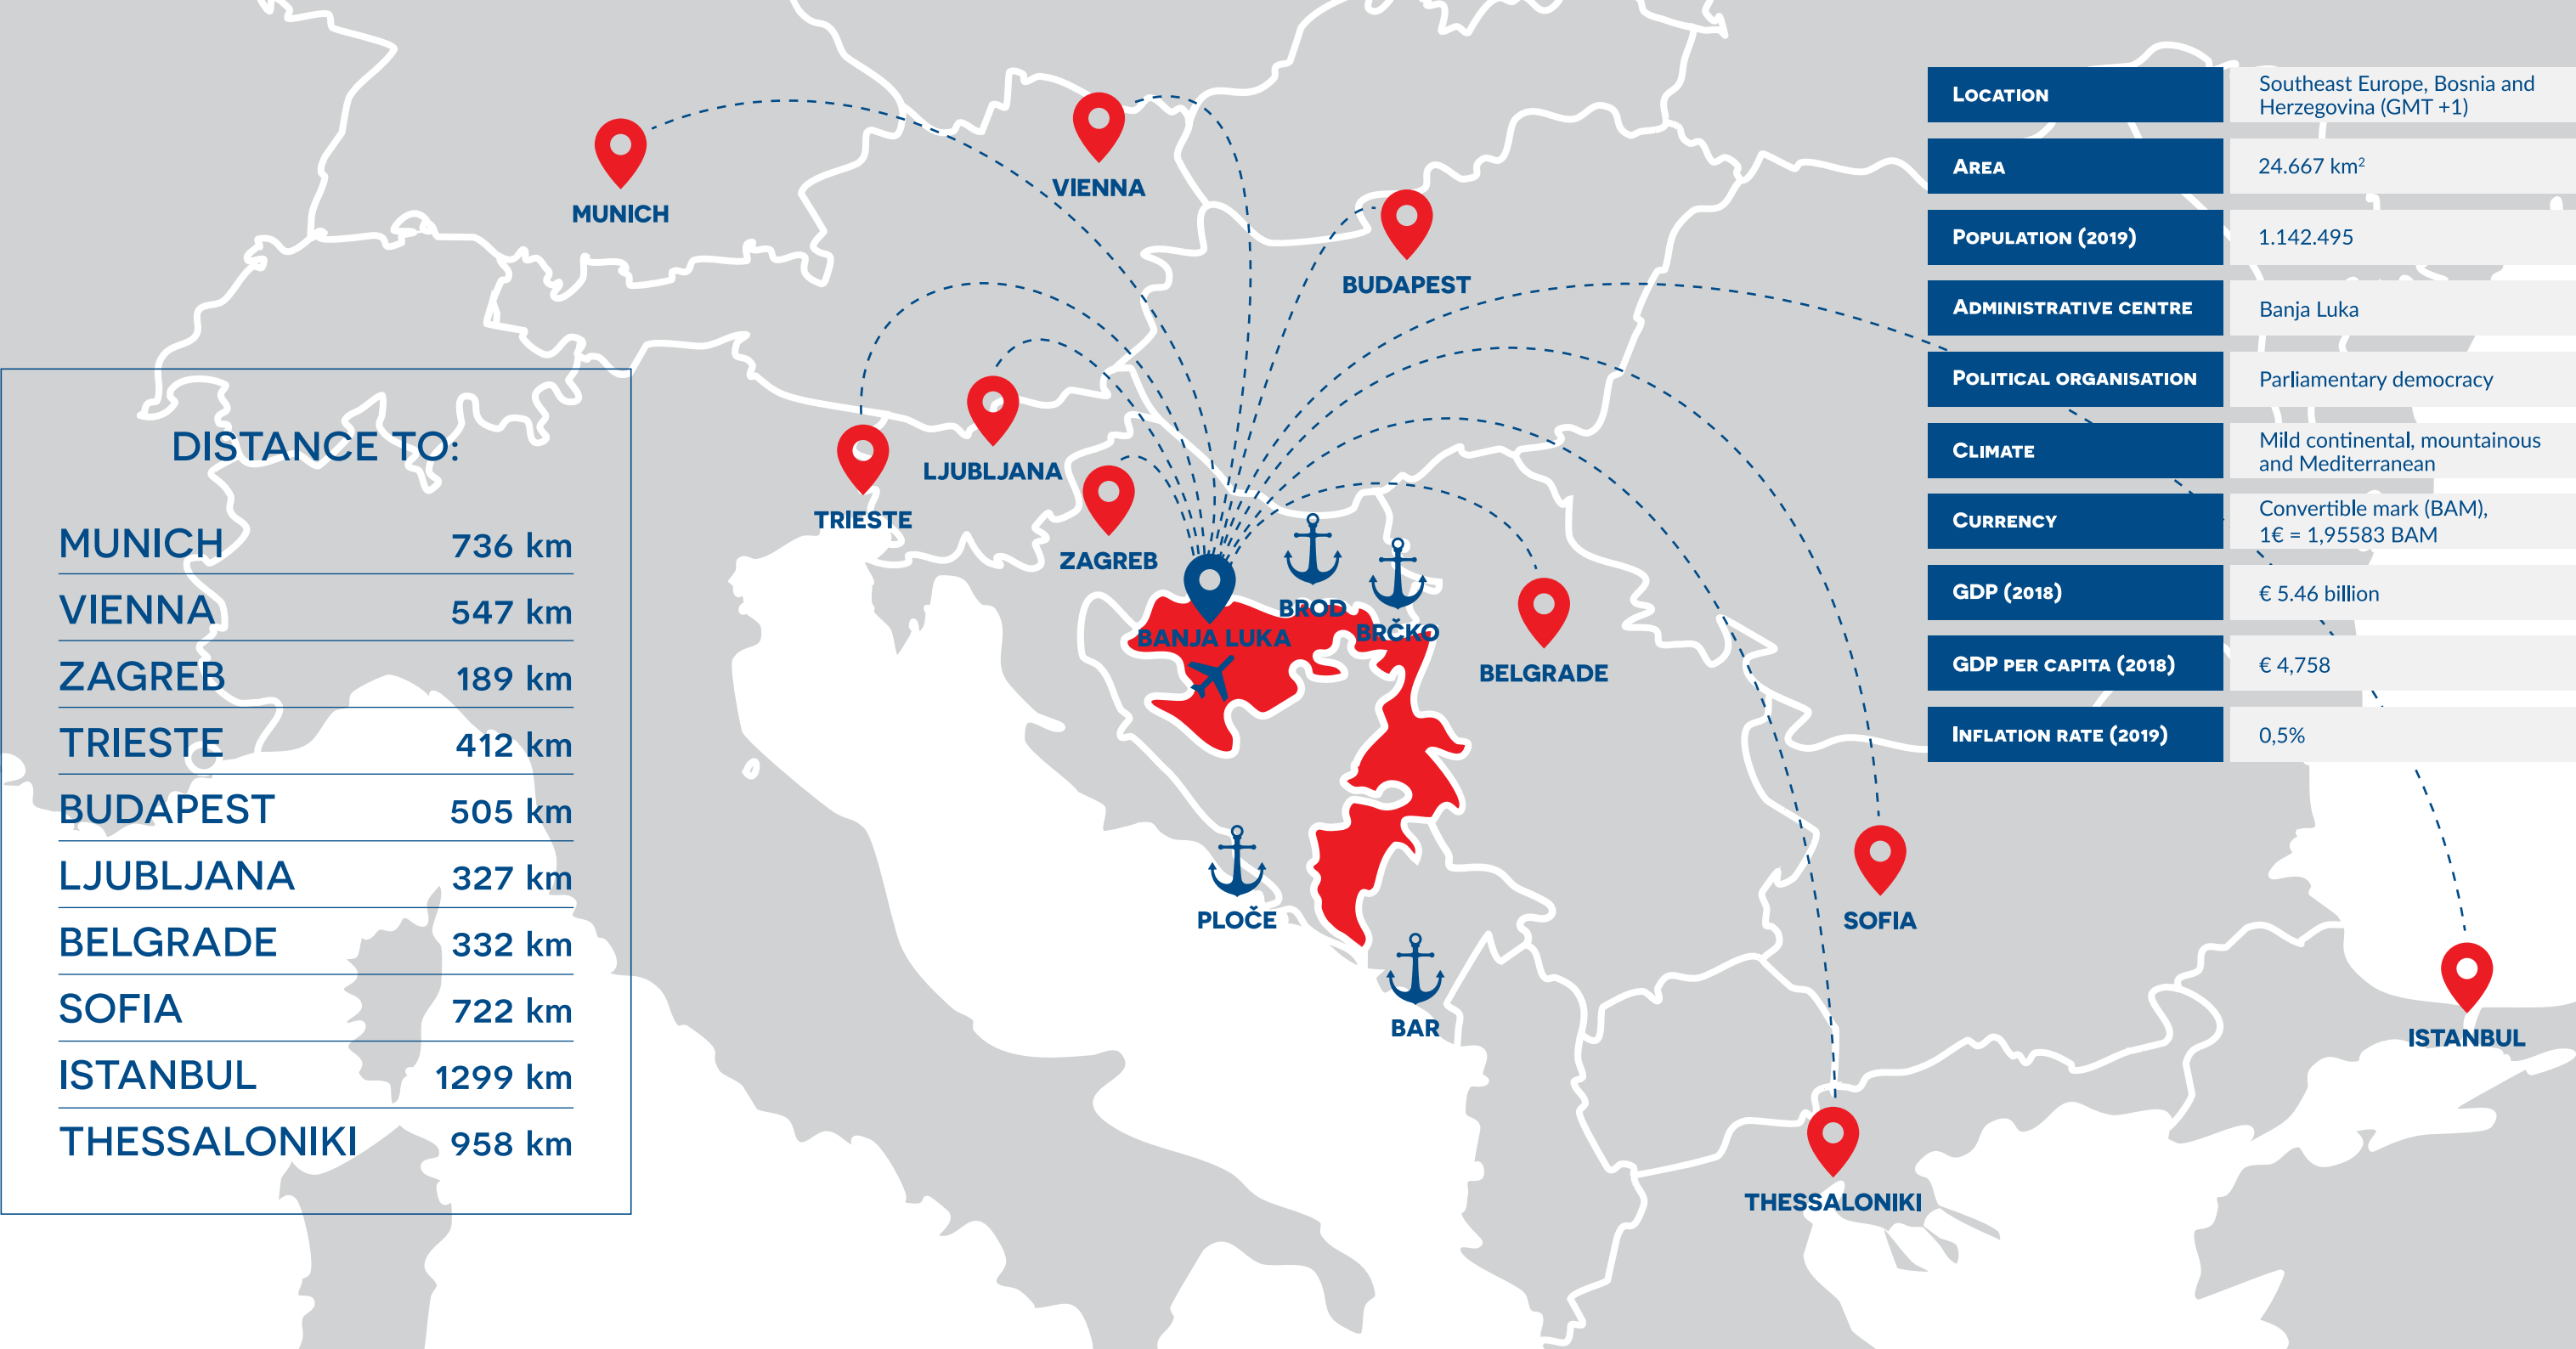 MUNICH
VIENNA
BUDAPEST
LJUBLJANA
TRIESTE
ZAGREB
BANJA LUKA
BROD
BRČKO
BELGRADE
PLOČE
BAR
SOFIA
THESSALONIKI
ISTANBUL
DISTANCE TO:
MUNICH 736 km
VIENNA 547 km
ZAGREB 189 km
TRIESTE 412 km
BUDAPEST 505 km
LJUBLJANA 327 km
BELGRADE 332 km
SOFIA 722 km
ISTANBUL 1299 km
THESSALONIKI 958 km
LOCATION Southeast Europe, Bosnia and
Herzegovina (GMT +1)
AREA 24.667 km²
POPULATION (2019) 1.142.495
ADMINISTRATIVE CENTRE Banja Luka
POLITICAL ORGANISATION Parliamentary democracy
CLIMATE Mild continental, mountainous
and Mediterranean
CURRENCY Convertible mark (BAM),
1€ = 1,95583 BAM
GDP (2018) € 5.46 billion
GDP PER CAPITA (2018) € 4,758
INFLATION RATE (2019) 0,5%